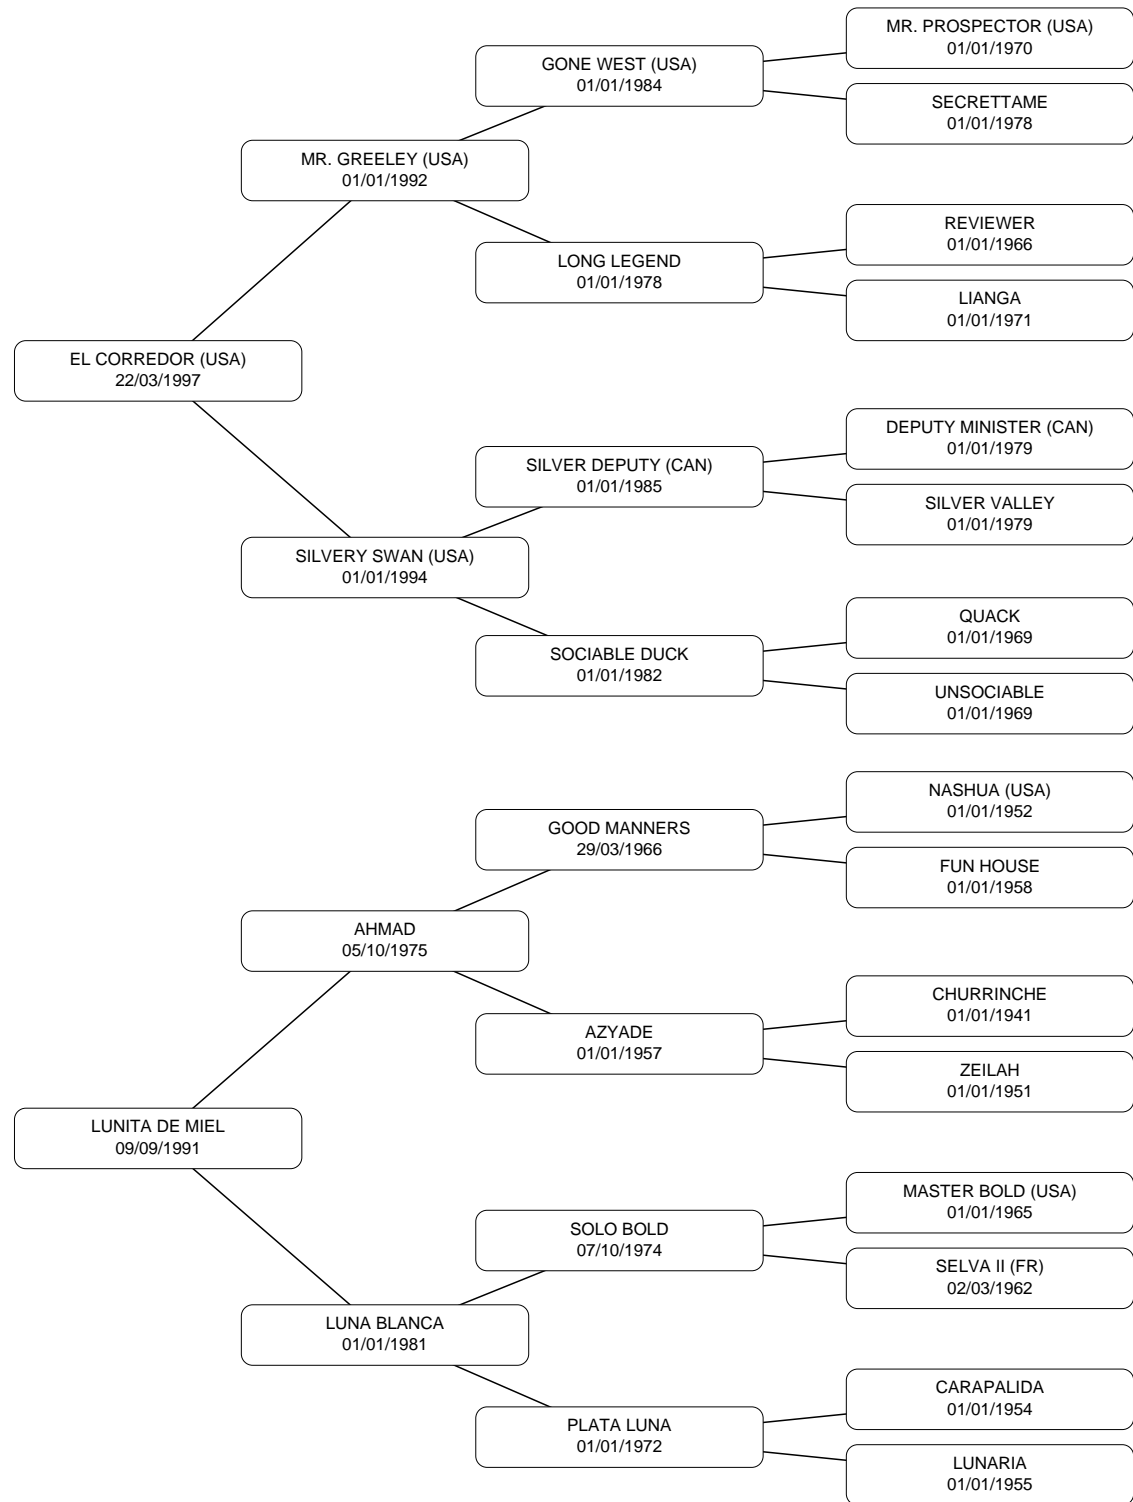 MR. PROSPECTOR (USA)
01/01/1970
GONE WEST (USA)
01/01/1984
SECRETTAME
01/01/1978
MR. GREELEY (USA)
01/01/1992
REVIEWER
01/01/1966
LONG LEGEND
01/01/1978
LIANGA
01/01/1971
EL CORREDOR (USA)
22/03/1997
DEPUTY MINISTER (CAN)
01/01/1979
SILVER DEPUTY (CAN)
01/01/1985
SILVER VALLEY
01/01/1979
SILVERY SWAN (USA)
01/01/1994
QUACK
01/01/1969
SOCIABLE DUCK
01/01/1982
UNSOCIABLE
01/01/1969
NASHUA (USA)
01/01/1952
GOOD MANNERS
29/03/1966
FUN HOUSE
01/01/1958
AHMAD
05/10/1975
CHURRINCHE
01/01/1941
AZYADE
01/01/1957
ZEILAH
01/01/1951
LUNITA DE MIEL
09/09/1991
MASTER BOLD (USA)
01/01/1965
SOLO BOLD
07/10/1974
SELVA II (FR)
02/03/1962
LUNA BLANCA
01/01/1981
CARAPALIDA
01/01/1954
PLATA LUNA
01/01/1972
LUNARIA
01/01/1955